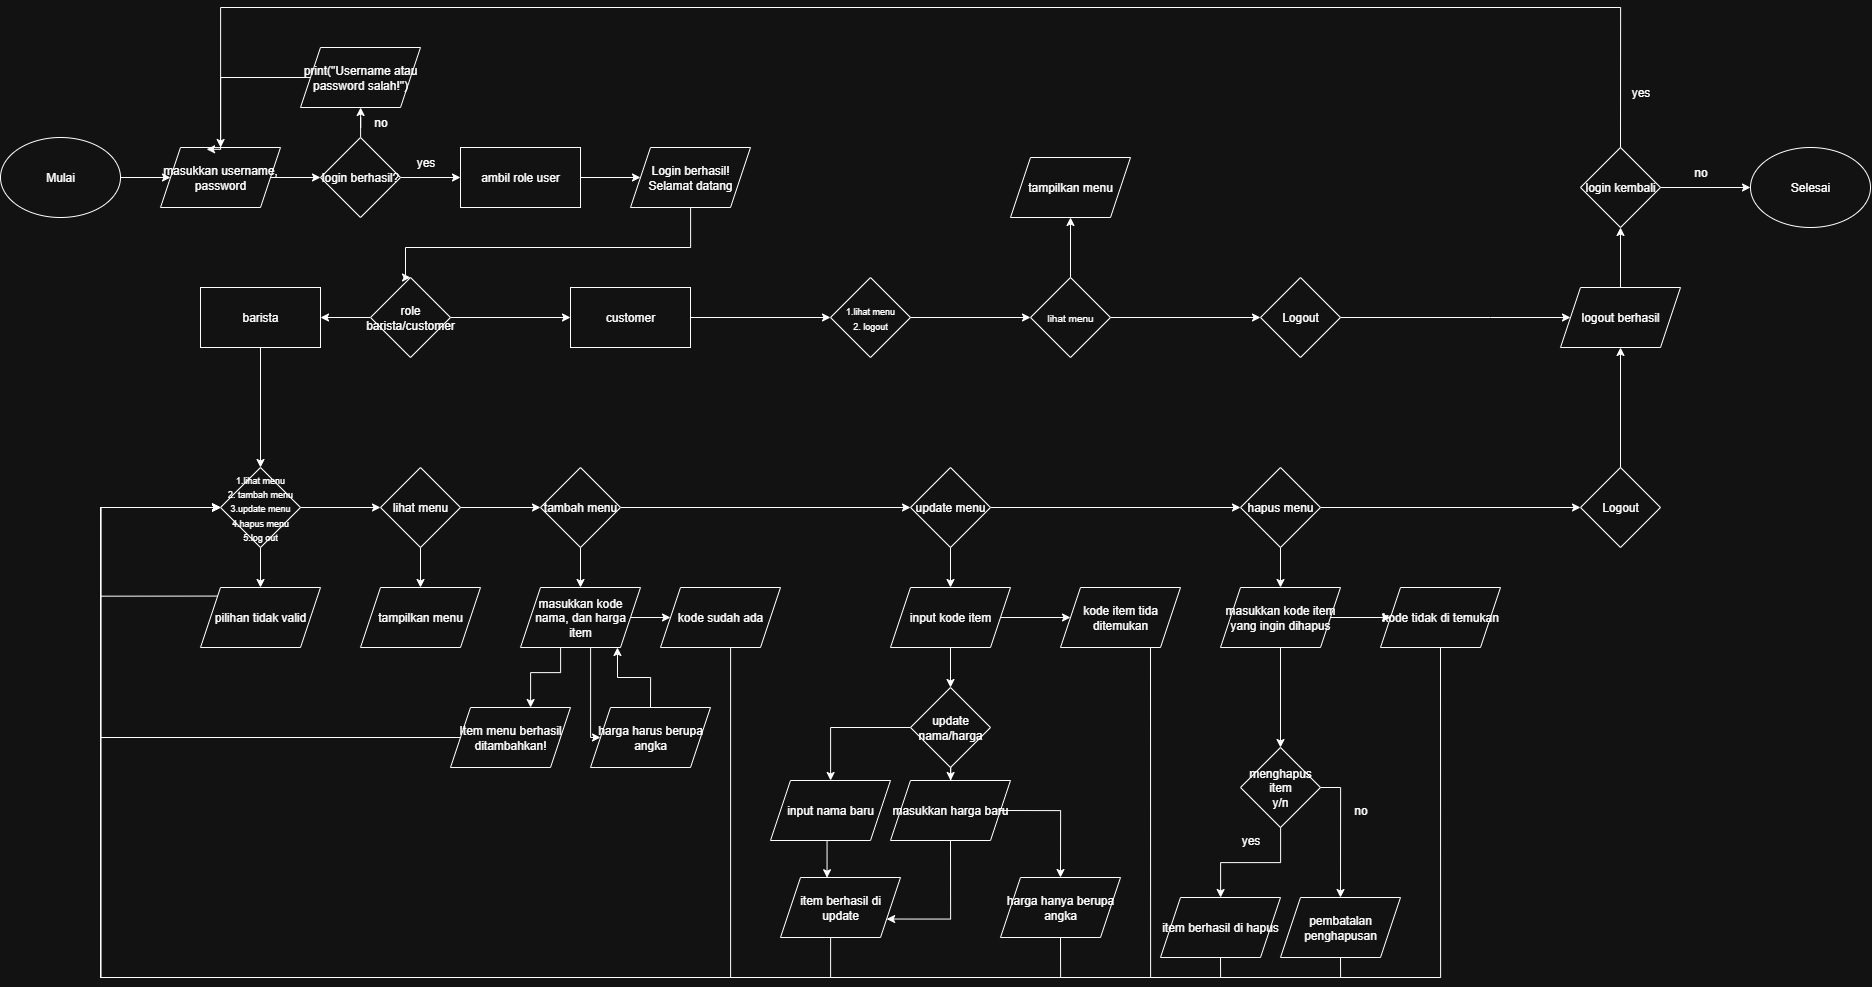 yes
print("Username atau
password salah!")
no
Mulai
masukkan username,
password
login berhasil?
yes
ambil role user
Login berhasil!
Selamat datang
tampilkan menu
login kembali
no
Selesai
barista
role
barista/customer
customer
1.lihat menu
2. logout
lihat menu
Logout
logout berhasil
1.lihat menu
2. tambah menu
3.update menu
4.hapus menu
5.log out
lihat menu
tambah menu
update menu
hapus menu
Logout
pilihan tidak valid
tampilkan menu
masukkan kode
nama, dan harga
item
kode sudah ada
input kode item
kode item tida
ditemukan
masukkan kode item
yang ingin dihapus
kode tidak di temukan
Item menu berhasil
ditambahkan!
harga harus berupa
angka
update
nama/harga
menghapus
item
y/n
no
yes
input nama baru
masukkan harga baru
item berhasil di
update
harga hanya berupa
angka
item berhasil di hapus
pembatalan
penghapusan